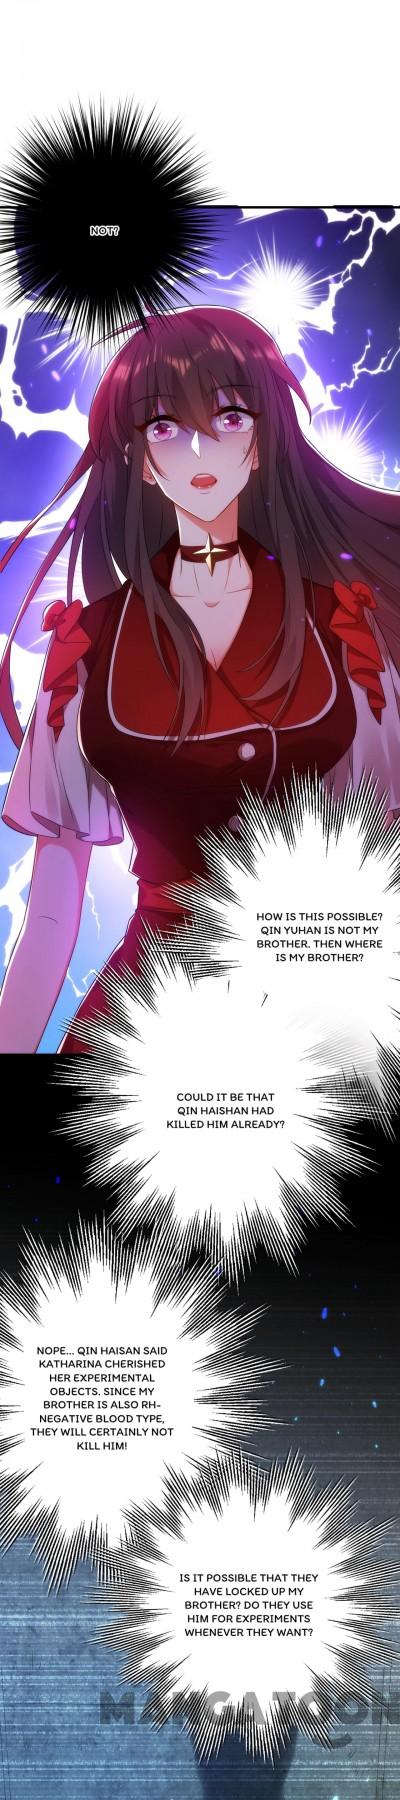 NOT?
HOW IS THIS POSSIBLE?
QIN YUHAN IS NOT MY
BROTHER. THEN WHERE
IS MY BROTHER?
COULD IT BE THAT
QIN HAISHAN HAD
KILLED HIM ALREADY?
NOPE... QIN HAISAN SAID
KATHARINA CHERISHED
HER EXPERIMENTAL
OBJECTS. SINCE MY
BROTHER IS ALSO RH-
NEGATIVE BLOOD TYPE,
THEY WILL CERTAINLY NOT
KILL HIM!
IS IT POSSIBLE THAT THEY
HAVE LOCKED UP MY
BROTHER? DO THEY USE
HIM FOR EXPERIMENTS
WHENEVER THEY WANT?
MANGATOON